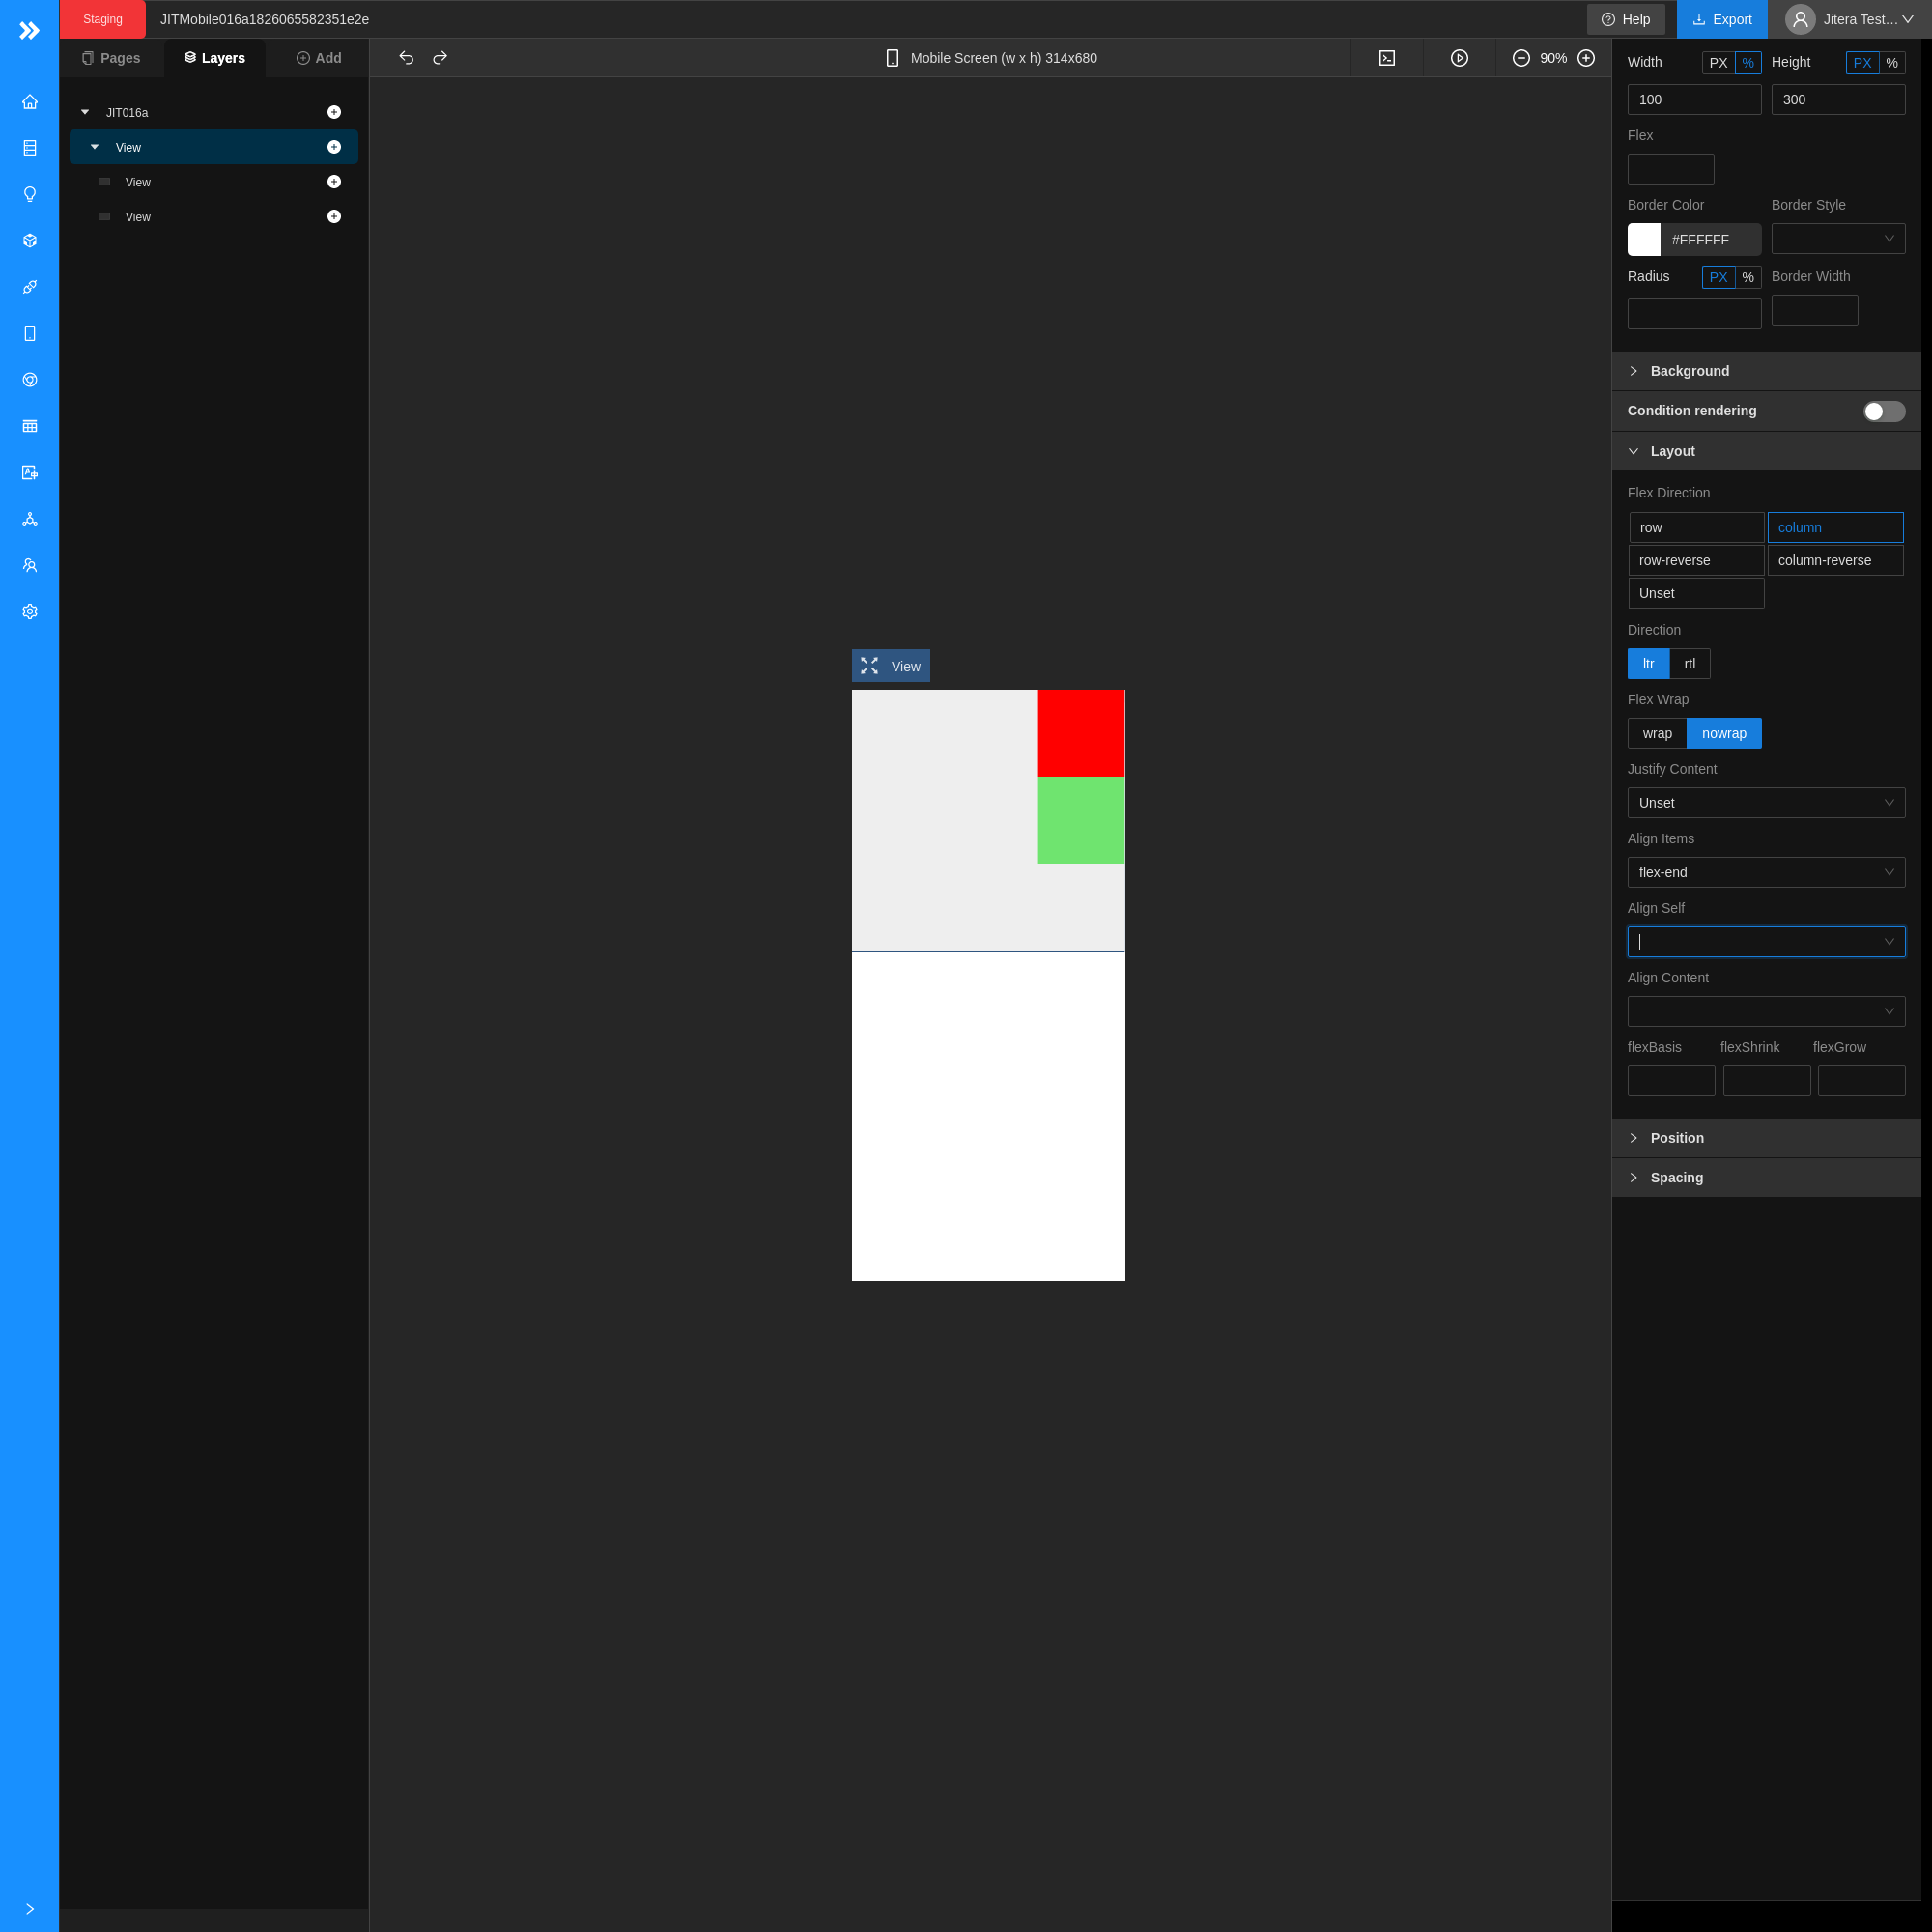 Staging
JITMobile016a1826065582351e2e
Help
Export
Jitera Test...
Pages
Layers
Add
Mobile Screen (w x h) 314x680
90%
JIT016a
View
View
View
View
Width
PX
%
Height
PX
%
100
300
Flex
Border Color
Border Style
#FFFFFF
Radius
PX
%
Border Width
Background
Condition rendering
Layout
Flex Direction
row
column
row-reverse
column-reverse
Unset
Direction
ltr
rtl
Flex Wrap
wrap
nowrap
Justify Content
Unset
Align Items
flex-end
Align Self
Align Content
flexBasis
flexShrink
flexGrow
Position
Spacing